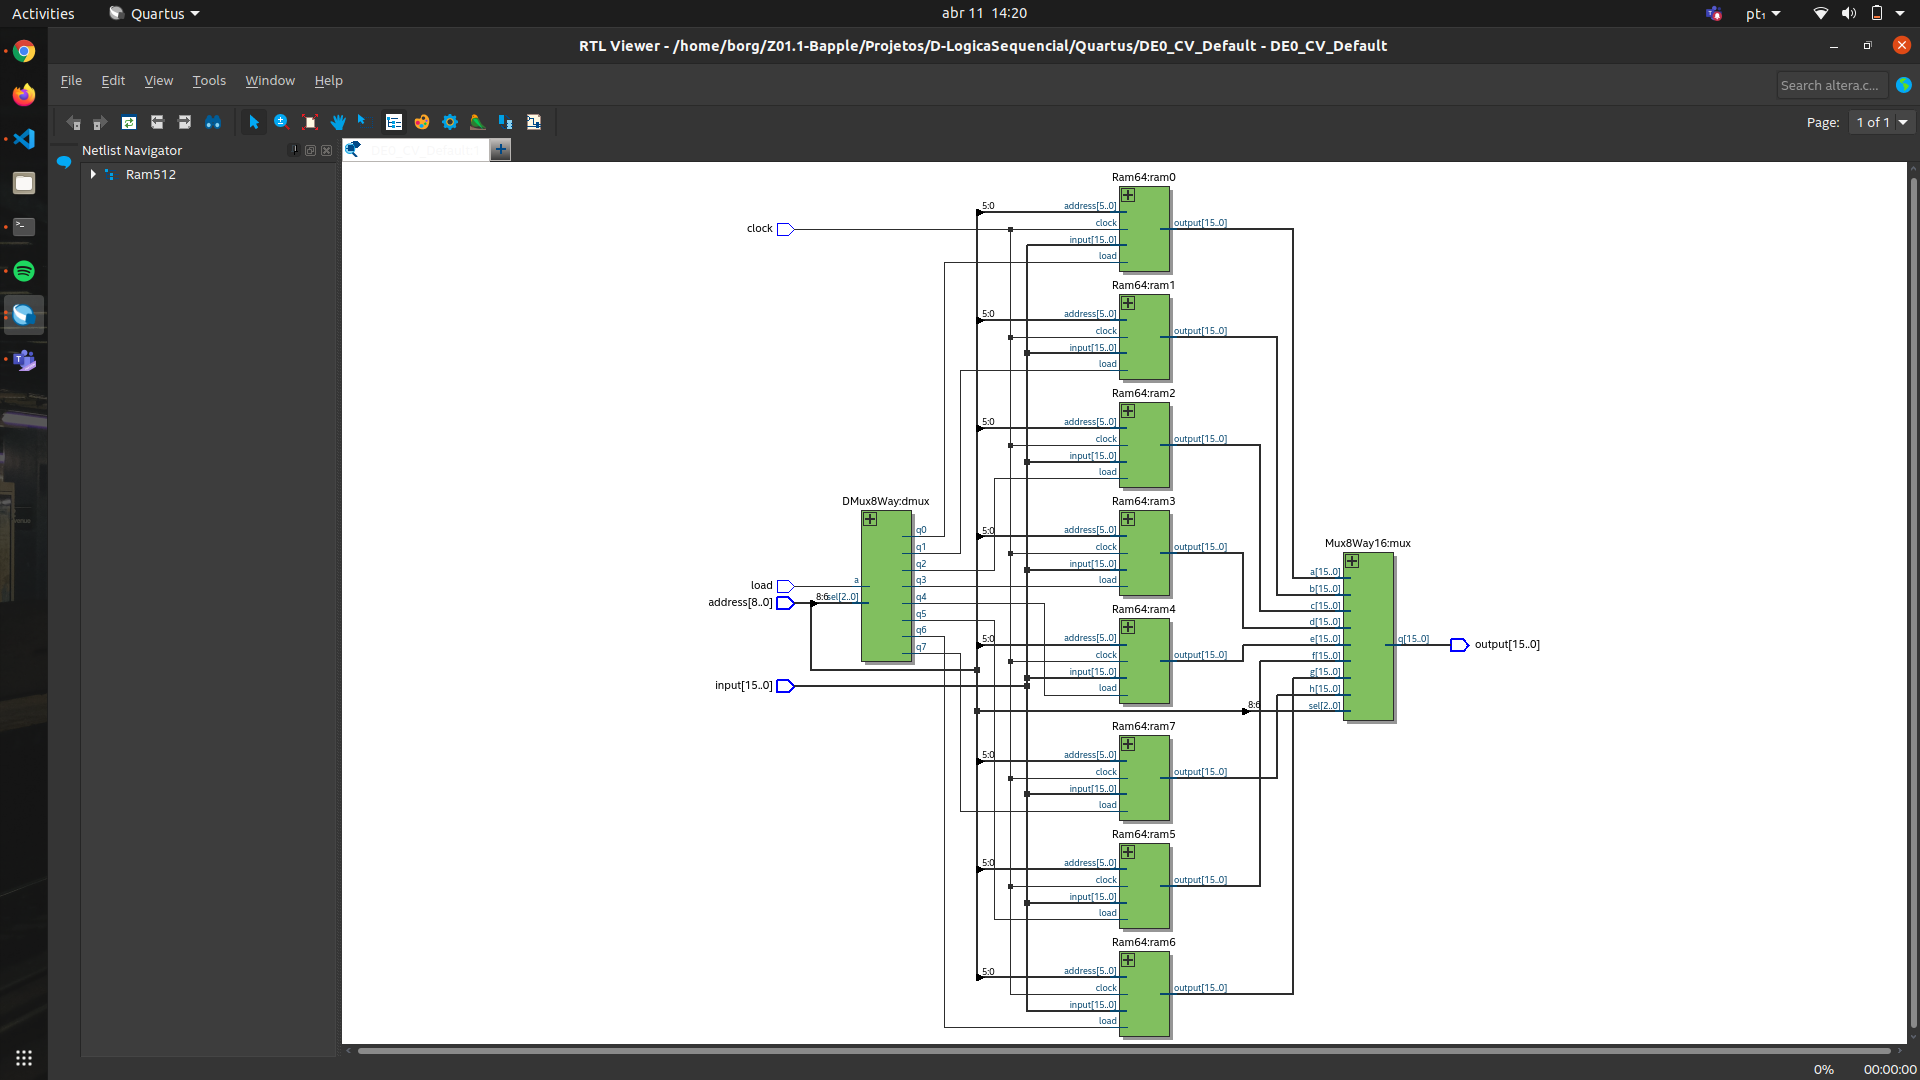 Activities
Quartus
abr 11 14:20
pt₁
RTL Viewer - /home/borg/Z01.1-Bapple/Projetos/D-LogicaSequencial/Quartus/DE0_CV_Default - DE0_CV_Default
File Edit View Tools Window Help
Search altera.c...
Page: 1 of 1
Netlist Navigator
Ram512
Ram64:ram0
5:0
address[5..0]
clock
input[15..0]
load
output[15..0]
clock
Ram64:ram1
5:0
address[5..0]
clock
input[15..0]
load
output[15..0]
Ram64:ram2
5:0
address[5..0]
clock
input[15..0]
load
output[15..0]
Ram64:ram3
5:0
address[5..0]
clock
input[15..0]
load
output[15..0]
DMux8Way:dmux
a
8:6
sel[2..0]
q0
q1
q2
q3
q4
q5
q6
q7
load
address[8..0]
input[15..0]
Ram64:ram4
5:0
address[5..0]
clock
input[15..0]
load
output[15..0]
Mux8Way16:mux
a[15..0]
b[15..0]
c[15..0]
d[15..0]
e[15..0]
f[15..0]
g[15..0]
h[15..0]
8:6
sel[2..0]
q[15..0]
output[15..0]
Ram64:ram7
5:0
address[5..0]
clock
input[15..0]
load
output[15..0]
Ram64:ram5
5:0
address[5..0]
clock
input[15..0]
load
output[15..0]
Ram64:ram6
5:0
address[5..0]
clock
input[15..0]
load
output[15..0]
0% 00:00:00